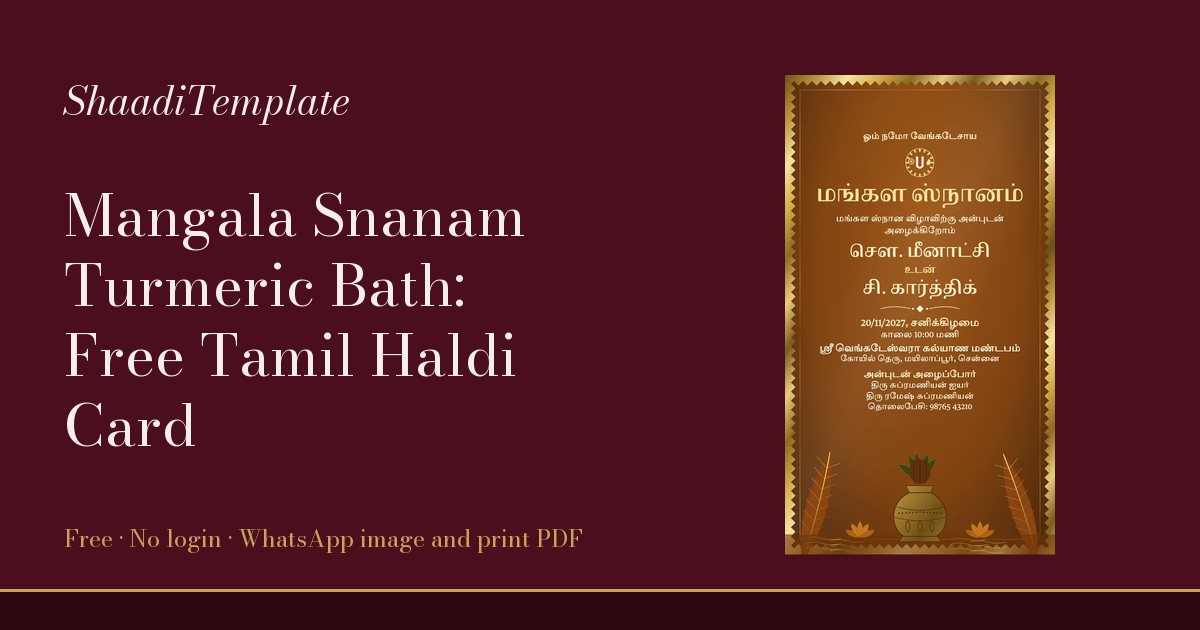 ShaadiTemplate
Mangala Snanam
Turmeric Bath:
Free Tamil Haldi
Card
Free · No login · WhatsApp image and print PDF
ஓம் நமோ வேங்கடேசாய
U
மங்கள ஸ்நானம்
மங்கள ஸ்நான விழாவிற்கு அன்புடன்
அழைக்கிறோம்
சௌ. மீனாட்சி
உடன்
சி. கார்த்திக்
20/11/2027, சனிக்கிழமை
காலை 10:00 மணி
ஸ்ரீ வெங்கடேஸ்வரா கல்யாண மண்டபம்
கோயில் தெரு, மயிலாப்பூர், சென்னை
அன்புடன் அழைப்போர்
திரு சுப்ரமணியன் ஐயர்
திரு ரமேஷ் சுப்ரமணியன்
தொலைபேசி: 98765 43210